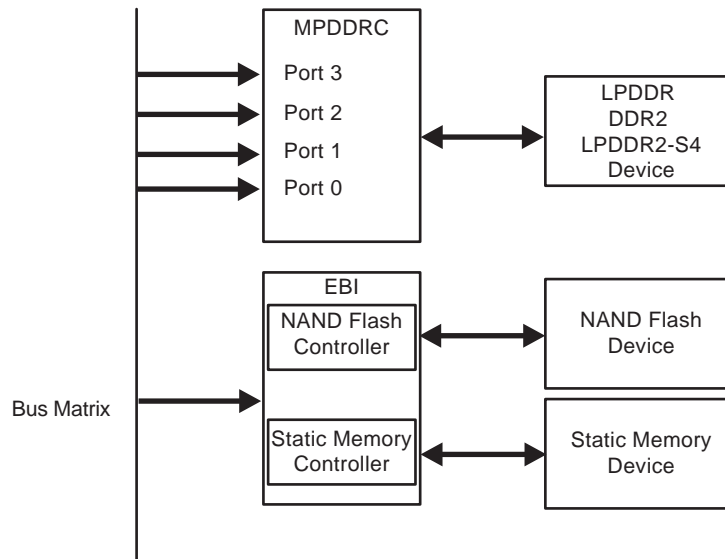 MPDDRC
Port 3
Port 2
Port 1
Port 0
LPDDR
DDR2
LPDDR2-S4
Device
EBI
NAND Flash
Controller
NAND Flash
Device
Bus Matrix
Static Memory
Controller
Static Memory
Device